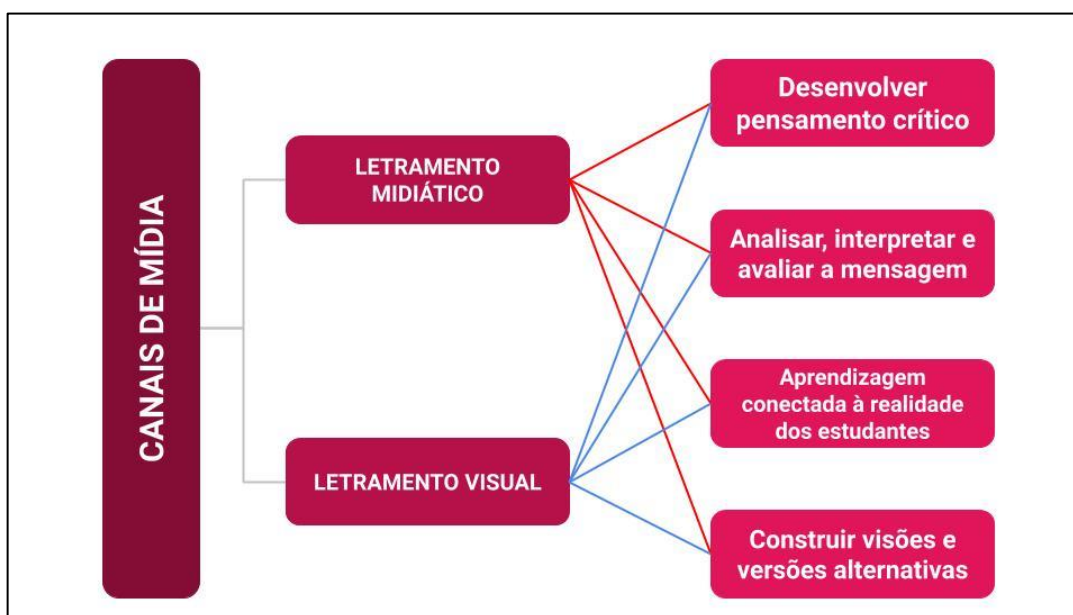 CANAIS DE MÍDIA
LETRAMENTO
MIDIÁTICO
LETRAMENTO VISUAL
Desenvolver
pensamento crítico
Analisar, interpretar e
avaliar a mensagem
Aprendizagem
conectada à realidade
dos estudantes
Construir visões e
versões alternativas